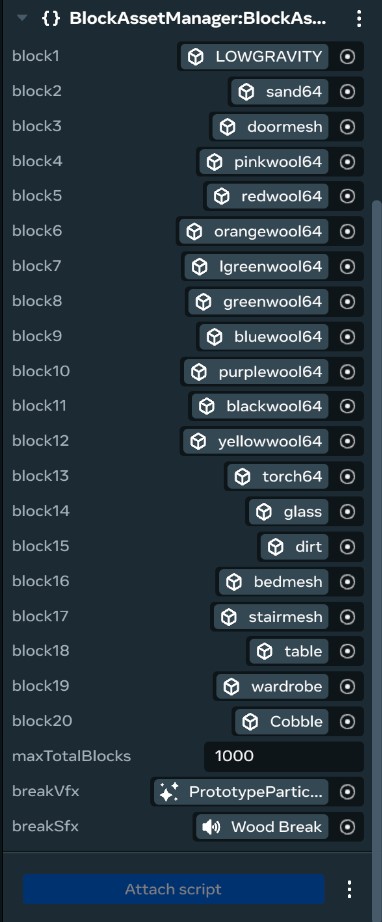 {} BlockAssetManager:BlockAs...
block1 LOWGRAVITY
block2 sand64
block3 doormesh
block4 pinkwool64
block5 redwool64
block6 orangewool64
block7 lgreenwool64
block8 greenwool64
block9 bluewool64
block10 purplewool64
block11 blackwool64
block12 yellowwool64
block13 torch64
block14 glass
block15 dirt
block16 bedmesh
block17 stairmesh
block18 table
block19 wardrobe
block20 Cobble
maxTotalBlocks 1000
breakVfx PrototypePartic...
breakSfx Wood Break
Attach script